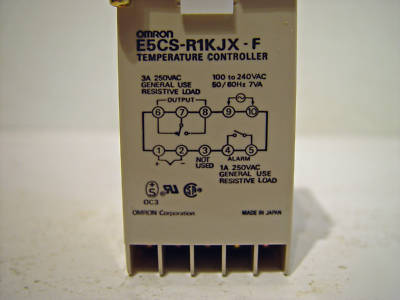 OMRON
E5CS-R1KJX-F
TEMPERATURE CONTROLLER
3A 250VAC
GENERAL USE
RESISTIVE LOAD
100 to 240VAC
50/60Hz 7VA
OUTPUT
6 7 8 9 10
1 2 3 4 5
NOT
USED
ALARM
1A 250VAC
GENERAL USE
RESISTIVE LOAD
+S
OC3
OMRON Corporation
MADE IN JAPAN